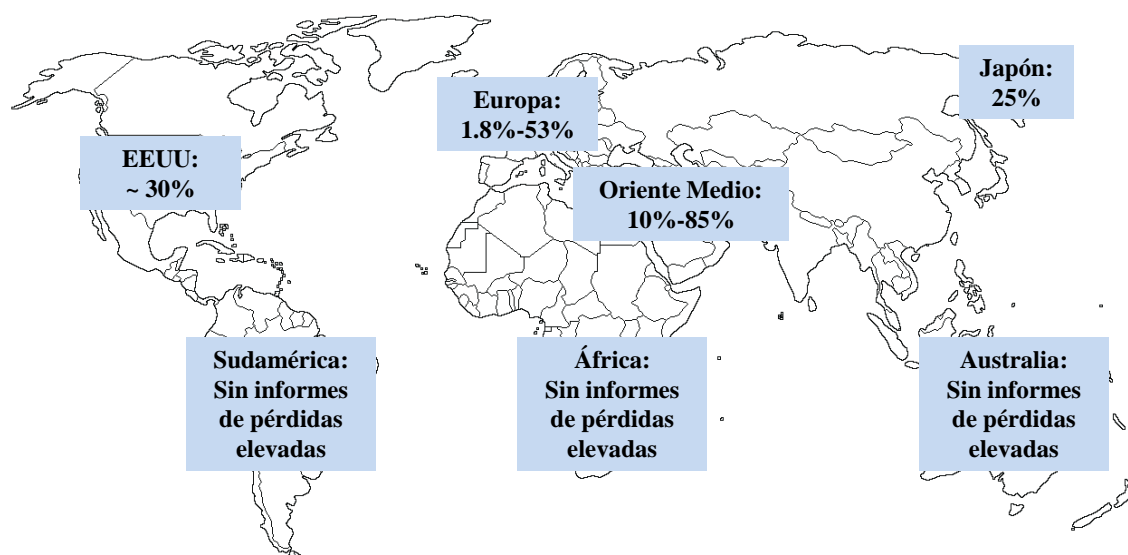 Japón:
25%
Europa:
1.8%-53%
EEUU:
~ 30%
Oriente Medio:
10%-85%
Sudamérica:
Sin informes
de pérdidas
elevadas
África:
Sin informes
de pérdidas
elevadas
Australia:
Sin informes
de pérdidas
elevadas